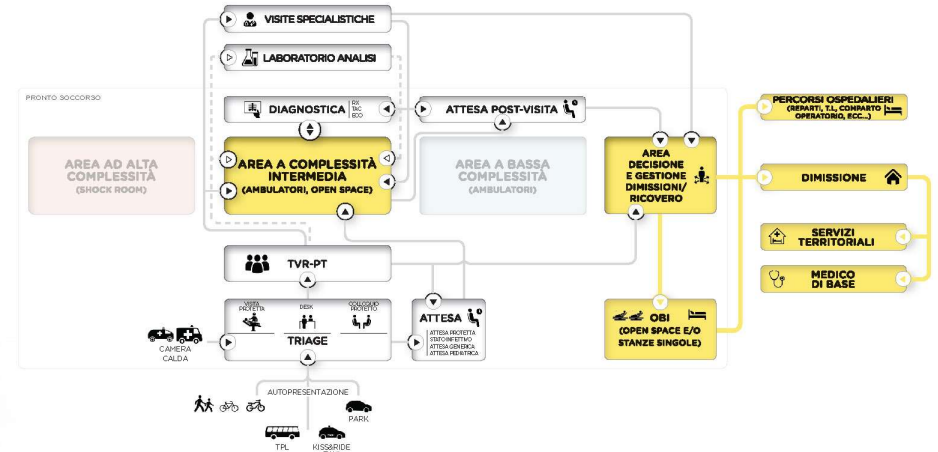 VISITE SPECIALISTICHE
LABORATORIO ANALISI
PRONTO SOCCORSO
DIAGNOSTICA
RX
TAC
ECO
ATTESA POST-VISITA
PERCORSI OSPEDALIERI
(REPARTI, T.I., COMPARTO
OPERATORIO, ECC...)
AREA AD ALTA
COMPLESSITÀ
(SHOCK ROOM)
AREA A COMPLESSITÀ
INTERMEDIA
(AMBULATORI, OPEN SPACE)
AREA A BASSA
COMPLESSITÀ
(AMBULATORI)
AREA
DECISIONE
E GESTIONE
DIMISSIONI/
RICOVERO
DIMISSIONE
SERVIZI
TERRITORIALI
MEDICO
DI BASE
TVR-PT
VISITA
PROTETTA
DESK
COLLOQUIO
PROTETTO
TRIAGE
ATTESA
ATTESA PROTETTA
STATO INFETTIVO
ATTESA GENERICA
ATTESA PEDIATRICA
OBI
(OPEN SPACE E/O
STANZE SINGOLE)
CAMERA
CALDA
AUTOPRESENTAZIONE
PARK
TPL
KISS&RIDE